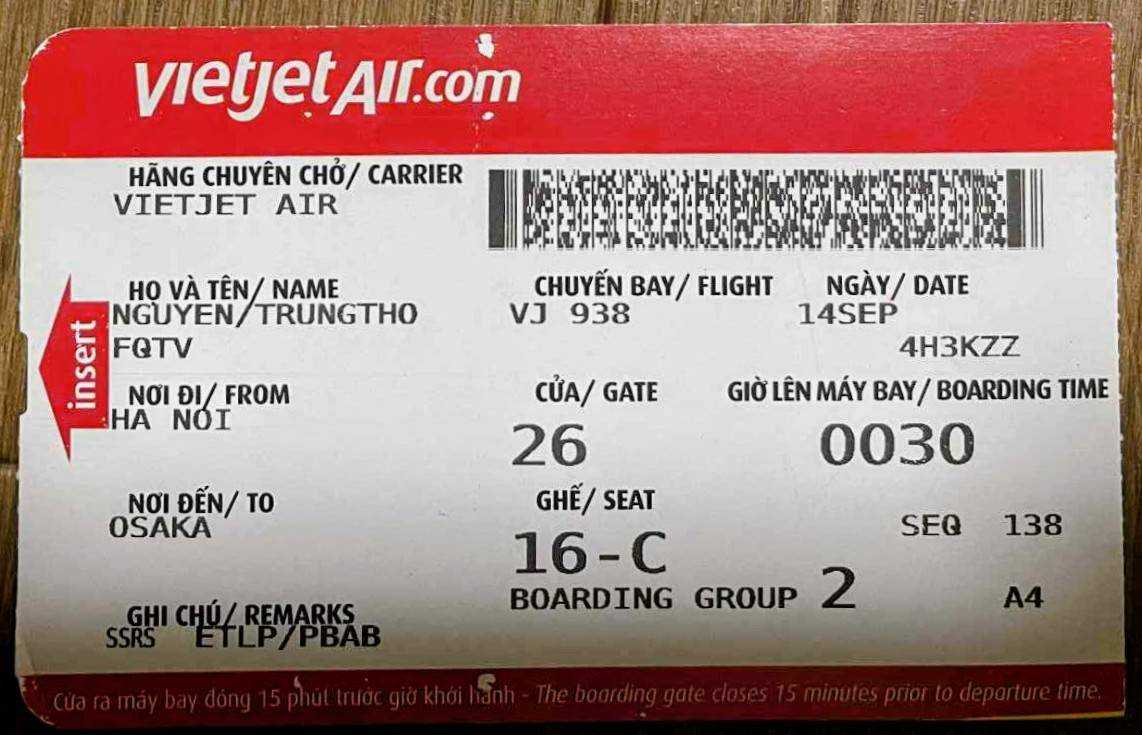 vietjetAir.com
HÃNG CHUYÊN CHỞ/ CARRIER
VIETJET AIR
HỌ VÀ TÊN/ NAME
NGUYEN/TRUNGTHO
FQTV
CHUYẾN BAY/ FLIGHT
VJ 938
NGÀY/ DATE
14SEP
4H3KZZ
insert
NƠI ĐI/ FROM
HA NOI
CỬA/ GATE
26
GIỜ LÊN MÁY BAY/ BOARDING TIME
0030
NƠI ĐẾN/ TO
OSAKA
GHẾ/ SEAT
16-C
SEQ 138
BOARDING GROUP 2
A4
GHI CHÚ/ REMARKS
SSRS ETLP/PBAB
Cửa ra máy bay đóng 15 phút trước giờ khởi hành - The boarding gate closes 15 minutes prior to departure time.